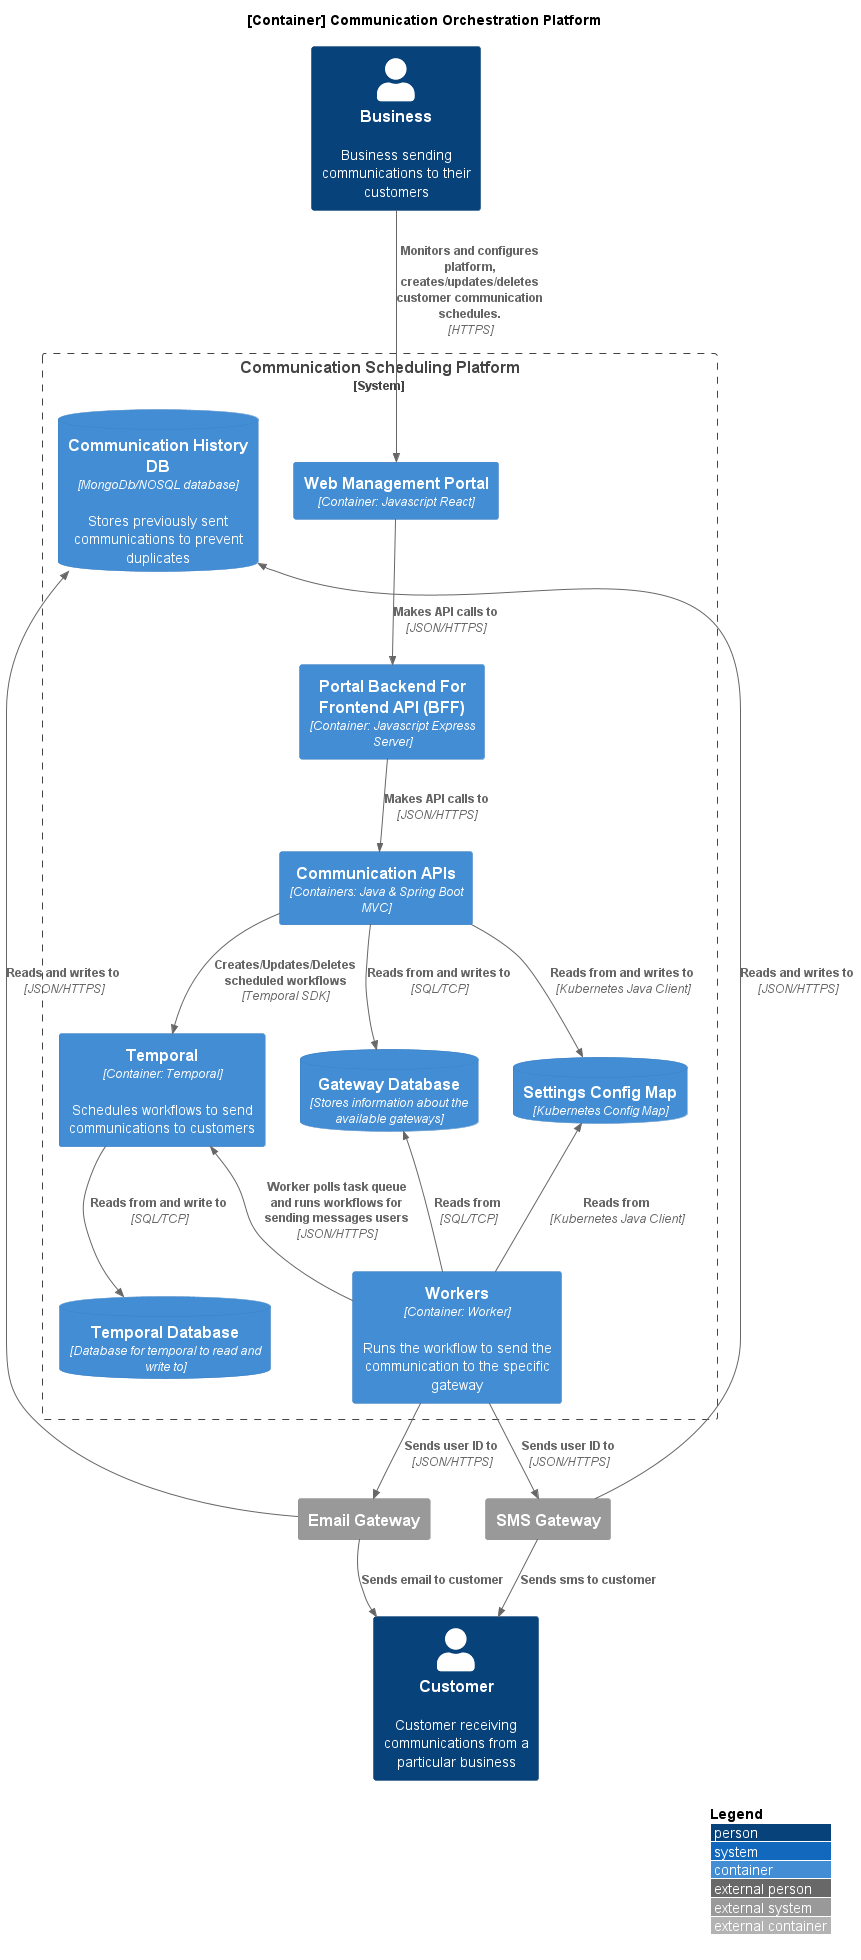 [Container] Communication Orchestration Platform
Business
Business sending
communications to their
customers
Monitors and configures
platform,
creates/updates/deletes
customer communication
schedules.
[HTTPS]
Communication Scheduling Platform
[System]
Communication History
DB
[MongoDb/NOSQL database]
Stores previously sent
communications to prevent
duplicates
Web Management Portal
[Container: Javascript React]
Makes API calls to
[JSON/HTTPS]
Portal Backend For
Frontend API (BFF)
[Container: Javascript Express
Server]
Makes API calls to
[JSON/HTTPS]
Communication APIs
[Containers: Java & Spring Boot
MVC]
Reads and writes to
[JSON/HTTPS]
Creates/Updates/Deletes
scheduled workflows
[Temporal SDK]
Reads from and writes to
[SQL/TCP]
Reads from and writes to
[Kubernetes Java Client]
Reads and writes to
[JSON/HTTPS]
Temporal
[Container: Temporal]
Schedules workflows to send
communications to customers
Gateway Database
[Stores information about the
available gateways]
Settings Config Map
[Kubernetes Config Map]
Reads from and write to
[SQL/TCP]
Worker polls task queue
and runs workflows for
sending messages users
[JSON/HTTPS]
Reads from
[SQL/TCP]
Reads from
[Kubernetes Java Client]
Temporal Database
[Database for temporal to read and
write to]
Workers
[Container: Worker]
Runs the workflow to send the
communication to the specific
gateway
Sends user ID to
[JSON/HTTPS]
Sends user ID to
[JSON/HTTPS]
Email Gateway
SMS Gateway
Sends email to customer
Sends sms to customer
Customer
Customer receiving
communications from a
particular business
Legend
person
system
container
external person
external system
external container